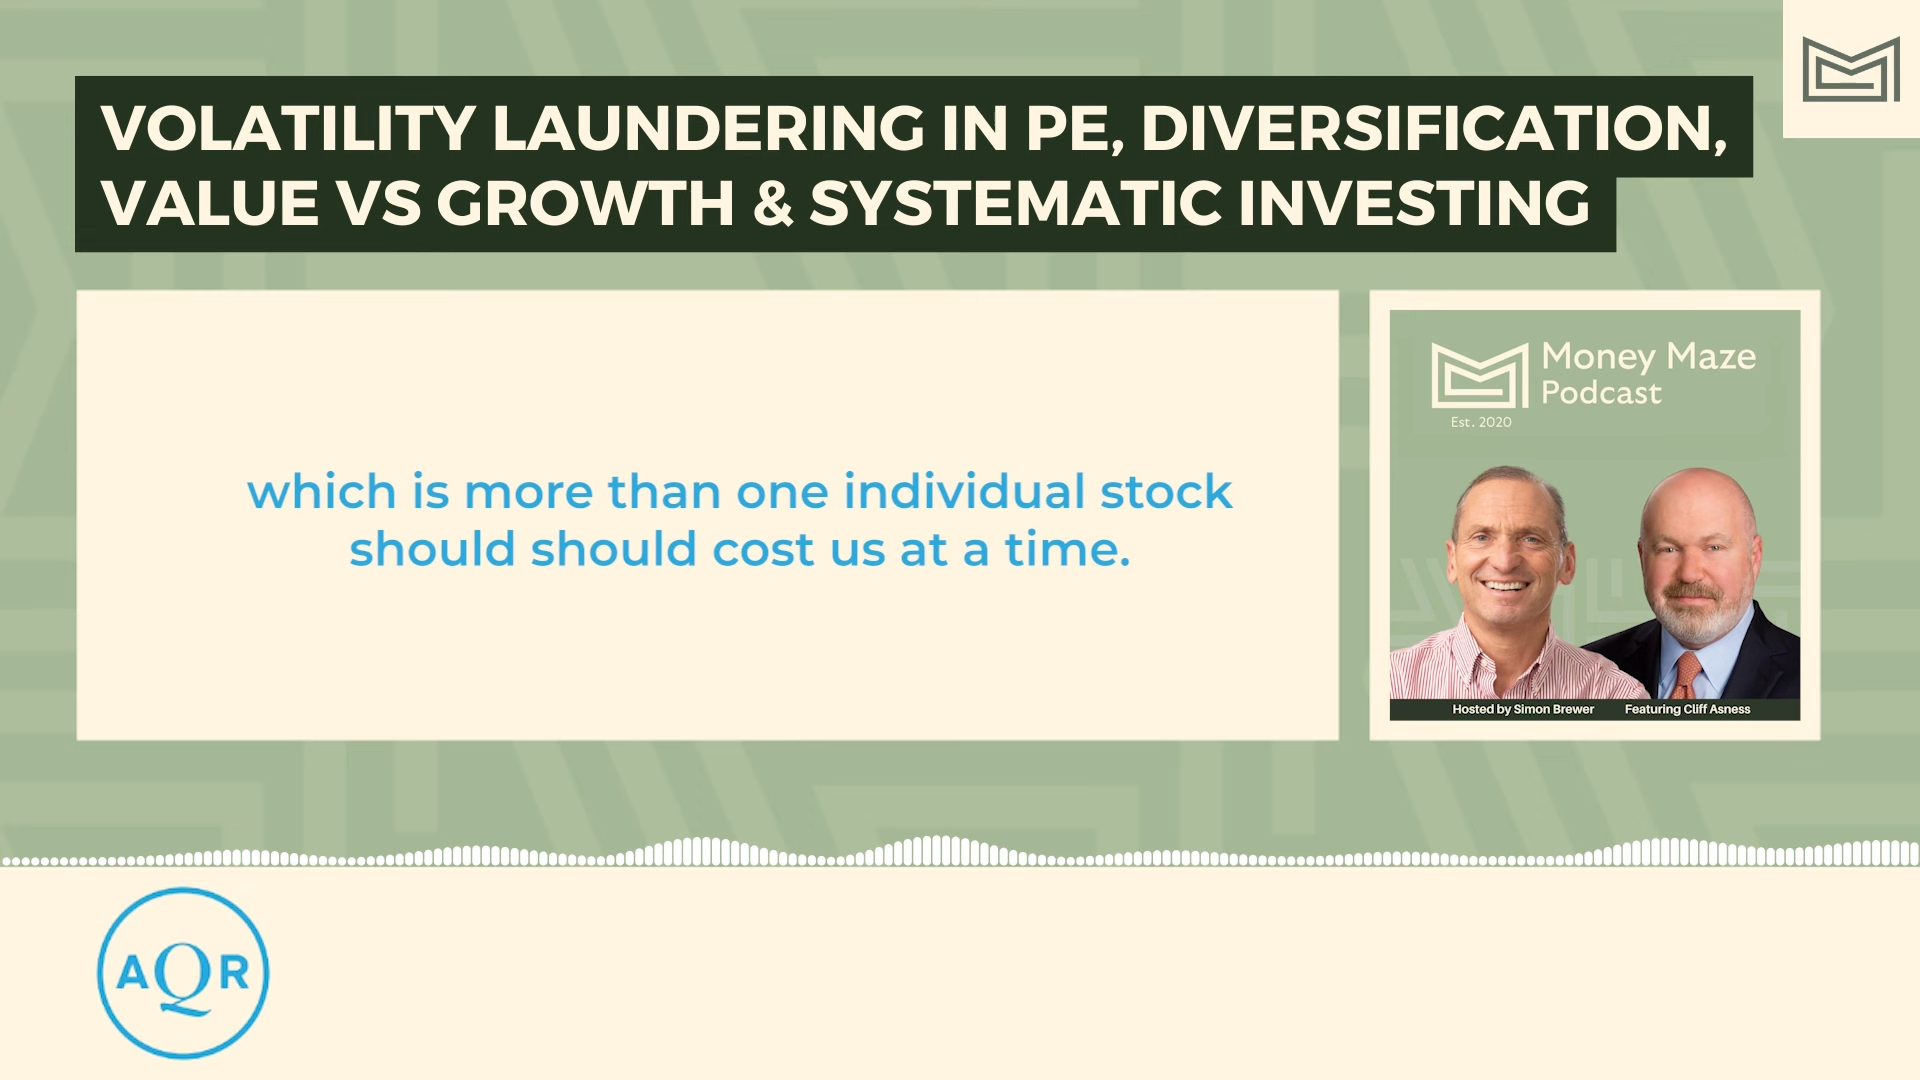 VOLATILITY LAUNDERING IN PE, DIVERSIFICATION,
VALUE VS GROWTH & SYSTEMATIC INVESTING
which is more than one individual stock
should should cost us at a time.
Money Maze
Podcast
Est. 2020
Hosted by Simon Brewer Featuring Cliff Asness
AQR